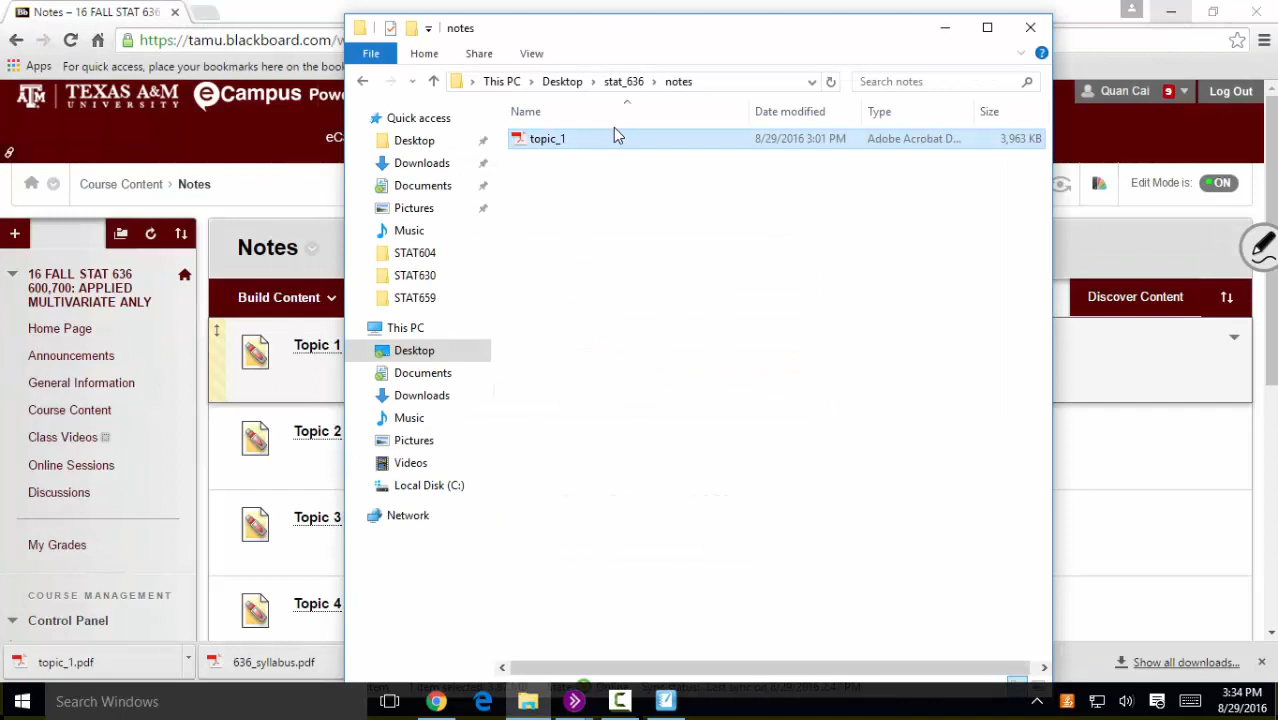 Notes – 16 FALL STAT 636
https://tamu.blackboard.com/w
Apps For quick access, place your bookmarks here on th
TEXAS A&M UNIVERSITY
eCampus Powe
eC
Quan Cai 9 Log Out
Course Content › Notes
Edit Mode is: ON
16 FALL STAT 636
600,700: APPLIED
MULTIVARIATE ANLY
Home Page
Announcements
General Information
Course Content
Class Videos
Online Sessions
Discussions
My Grades
COURSE MANAGEMENT
Control Panel
Notes
Build Content
Discover Content
Topic 1
Topic 2
Topic 3
Topic 4
notes
File Home Share View
This PC › Desktop › stat_636 › notes
Search notes
Name Date modified Type Size
topic_1 8/29/2016 3:01 PM Adobe Acrobat D... 3,963 KB
Quick access
Desktop
Downloads
Documents
Pictures
Music
STAT604
STAT630
STAT659
This PC
Desktop
Documents
Downloads
Music
Pictures
Videos
Local Disk (C:)
Network
topic_1.pdf
636_syllabus.pdf
Show all downloads...
Search Windows
3:34 PM
8/29/2016